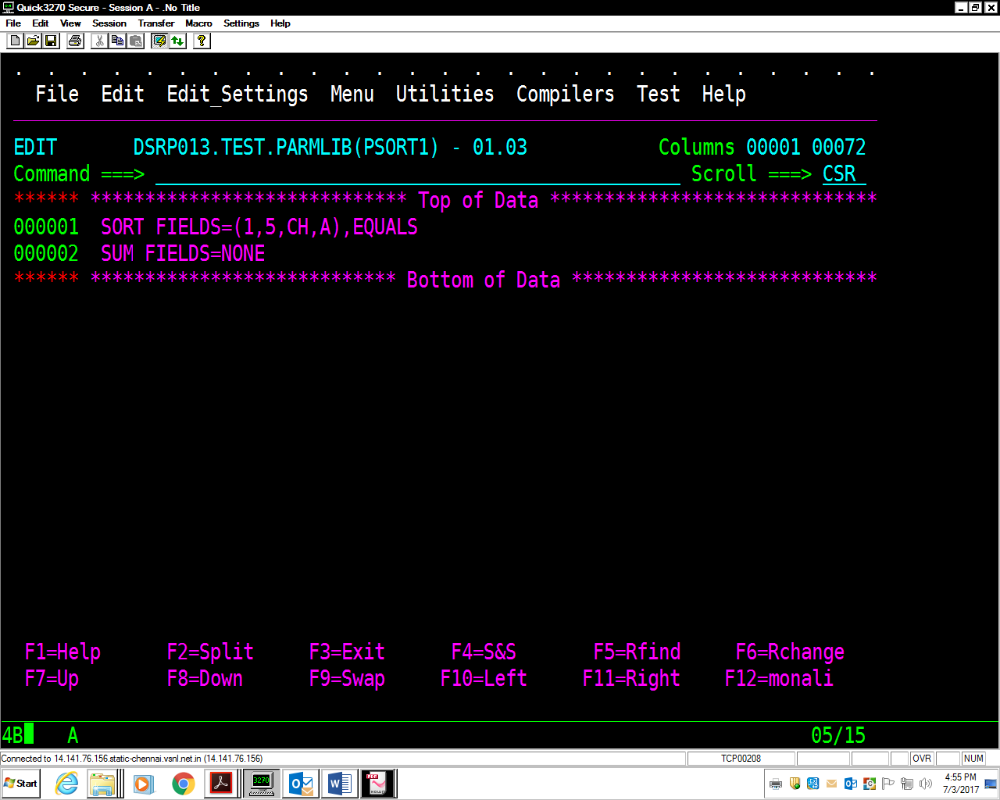 Quick3270 Secure - Session A - .No Title
File Edit View Session Transfer Macro Settings Help
. . . . . . . . . . . . . . . . . . . . . . . . . . .
File Edit Edit_Settings Menu Utilities Compilers Test Help
EDIT DSRP013.TEST.PARMLIB(PSORT1) - 01.03 Columns 00001 00072
Command ===> Scroll ===> CSR
****** ***************************** Top of Data ******************************
000001 SORT FIELDS=(1,5,CH,A),EQUALS
000002 SUM FIELDS=NONE
****** **************************** Bottom of Data ****************************
F1=Help F2=Split F3=Exit F4=S&S F5=Rfind F6=Rchange
F7=Up F8=Down F9=Swap F10=Left F11=Right F12=monali
4B A 05/15
Connected to 14.141.76.156.static-chennai.vsnl.net.in (14.141.76.156) TCP00208 OVR NUM
Start 3270 4:55 PM
7/3/2017